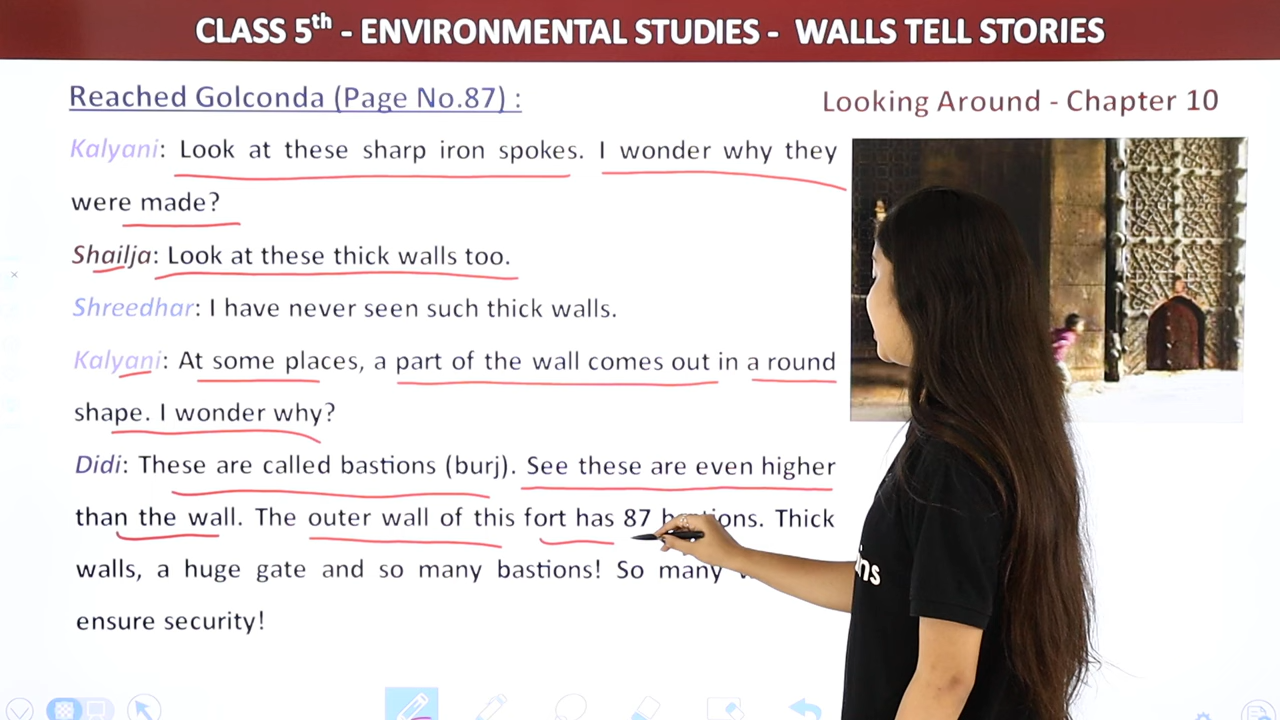 CLASS 5th - ENVIRONMENTAL STUDIES - WALLS TELL STORIES
Reached Golconda (Page No.87) :
Looking Around - Chapter 10
Kalyani: Look at these sharp iron spokes. I wonder why they
were made?
Shailja: Look at these thick walls too.
Shreedhar: I have never seen such thick walls.
Kalyani: At some places, a part of the wall comes out in a round
shape. I wonder why?
Didi: These are called bastions (burj). See these are even higher
than the wall. The outer wall of this fort has 87 bastions. Thick
walls, a huge gate and so many bastions! So many
ensure security!